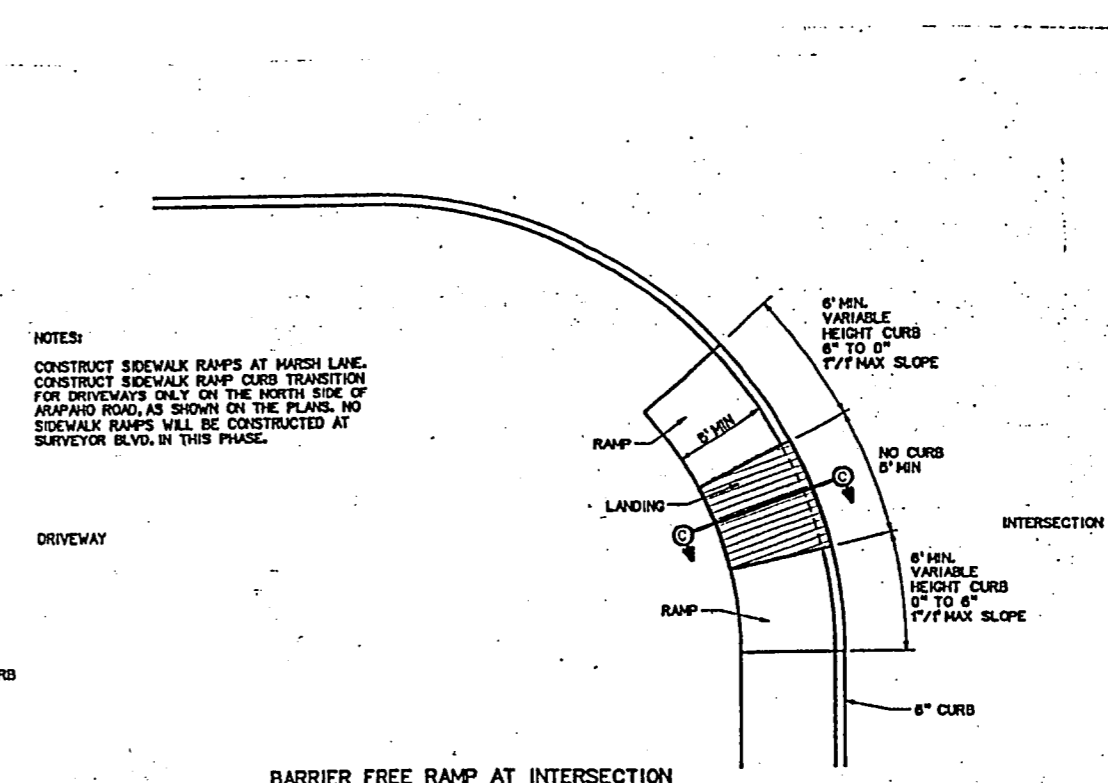 6' MIN.
VARIABLE
HEIGHT CURB
6" TO 0"
1"/1' MAX SLOPE
NOTES:
CONSTRUCT SIDEWALK RAMPS AT MARSH LANE.
CONSTRUCT SIDEWALK RAMP CURB TRANSITION
FOR DRIVEWAYS ONLY ON THE NORTH SIDE OF
ARAPAHO ROAD, AS SHOWN ON THE PLANS. NO
SIDEWALK RAMPS WILL BE CONSTRUCTED AT
SURVEYOR BLVD. IN THIS PHASE.
RAMP
5' MIN
NO CURB
5' MIN
LANDING
C
C
INTERSECTION
DRIVEWAY
6' MIN.
VARIABLE
HEIGHT CURB
0" TO 6"
1"/1' MAX SLOPE
RAMP
RB
6" CURB
BARRIER FREE RAMP AT INTERSECTION